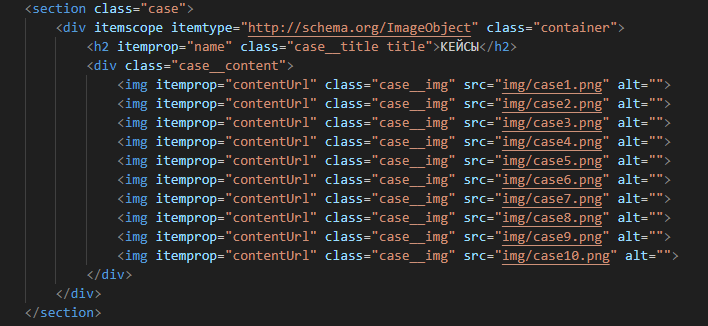 <section class="case">
<div itemscope itemtype="http://schema.org/ImageObject" class="container">
<h2 itemprop="name" class="case__title title">КЕЙСЫ</h2>
<div class="case__content">
<img itemprop="contentUrl" class="case__img" src="img/case1.png" alt="">
<img itemprop="contentUrl" class="case__img" src="img/case2.png" alt="">
<img itemprop="contentUrl" class="case__img" src="img/case3.png" alt="">
<img itemprop="contentUrl" class="case__img" src="img/case4.png" alt="">
<img itemprop="contentUrl" class="case__img" src="img/case5.png" alt="">
<img itemprop="contentUrl" class="case__img" src="img/case6.png" alt="">
<img itemprop="contentUrl" class="case__img" src="img/case7.png" alt="">
<img itemprop="contentUrl" class="case__img" src="img/case8.png" alt="">
<img itemprop="contentUrl" class="case__img" src="img/case9.png" alt="">
<img itemprop="contentUrl" class="case__img" src="img/case10.png" alt="">
</div>
</div>
</section>